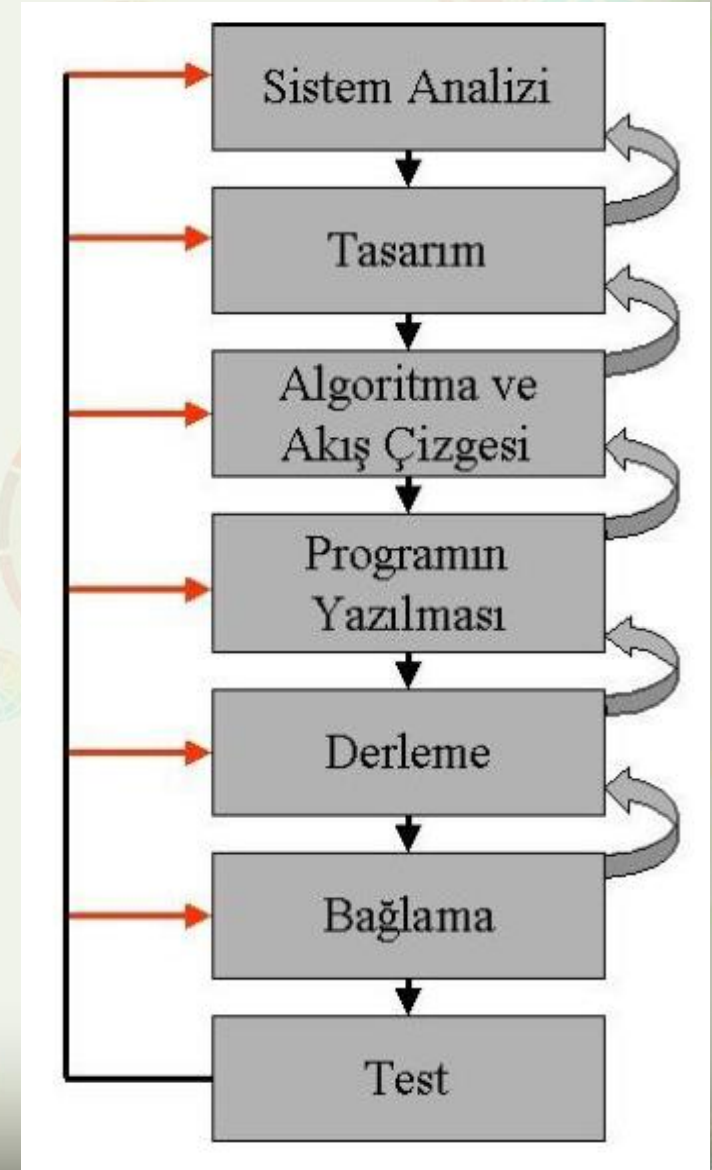 Sistem Analizi
Tasarım
Algoritma ve
Akış Çizgesi
Programın
Yazılması
Derleme
Bağlama
Test